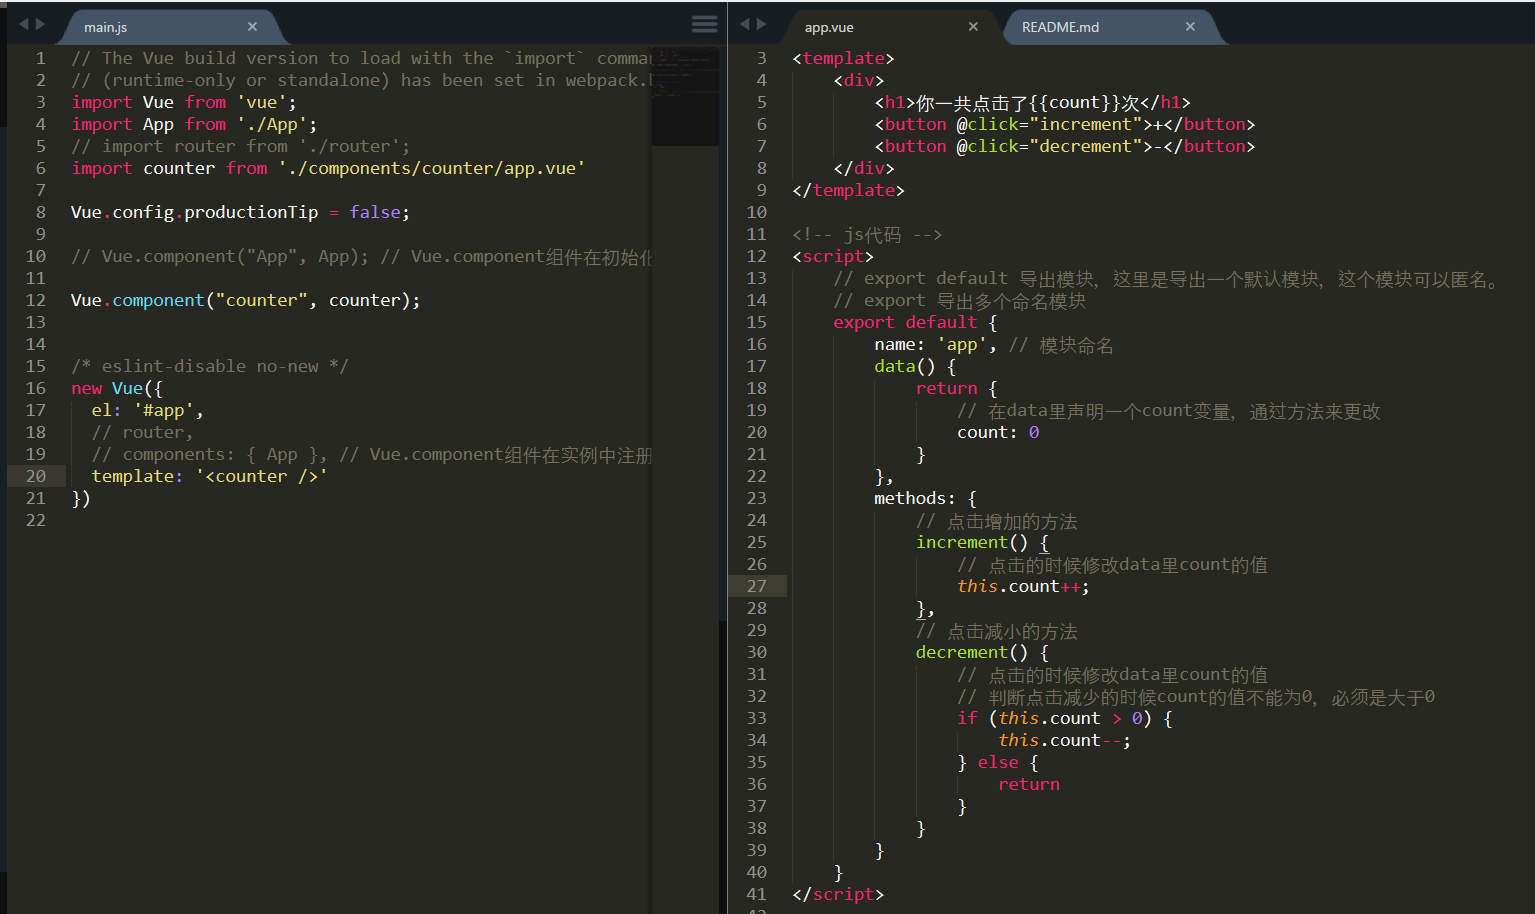 main.js
1 // The Vue build version to load with the `import` comma
2 // (runtime-only or standalone) has been set in webpack.
3 import Vue from 'vue';
4 import App from './App';
5 // import router from './router';
6 import counter from './components/counter/app.vue'
7
8 Vue.config.productionTip = false;
9
10 // Vue.component("App", App); // Vue.component组件在初始化
11
12 Vue.component("counter", counter);
13
14
15 /* eslint-disable no-new */
16 new Vue({
17 el: '#app',
18 // router,
19 // components: { App }, // Vue.component组件在实例中注册
20 template: '<counter />'
21 })
22
app.vue
README.md
3 <template>
4 <div>
5 <h1>你一共点击了{{count}}次</h1>
6 <button @click="increment">+</button>
7 <button @click="decrement">-</button>
8 </div>
9 </template>
10
11 <!-- js代码 -->
12 <script>
13 // export default 导出模块, 这里是导出一个默认模块, 这个模块可以匿名。
14 // export 导出多个命名模块
15 export default {
16 name: 'app', // 模块命名
17 data() {
18 return {
19 // 在data里声明一个count变量, 通过方法来更改
20 count: 0
21 }
22 },
23 methods: {
24 // 点击增加的方法
25 increment() {
26 // 点击的时候修改data里count的值
27 this.count++;
28 },
29 // 点击减小的方法
30 decrement() {
31 // 点击的时候修改data里count的值
32 // 判断点击减少的时候count的值不能为0, 必须是大于0
33 if (this.count > 0) {
34 this.count--;
35 } else {
36 return
37 }
38 }
39 }
40 }
41 </script>